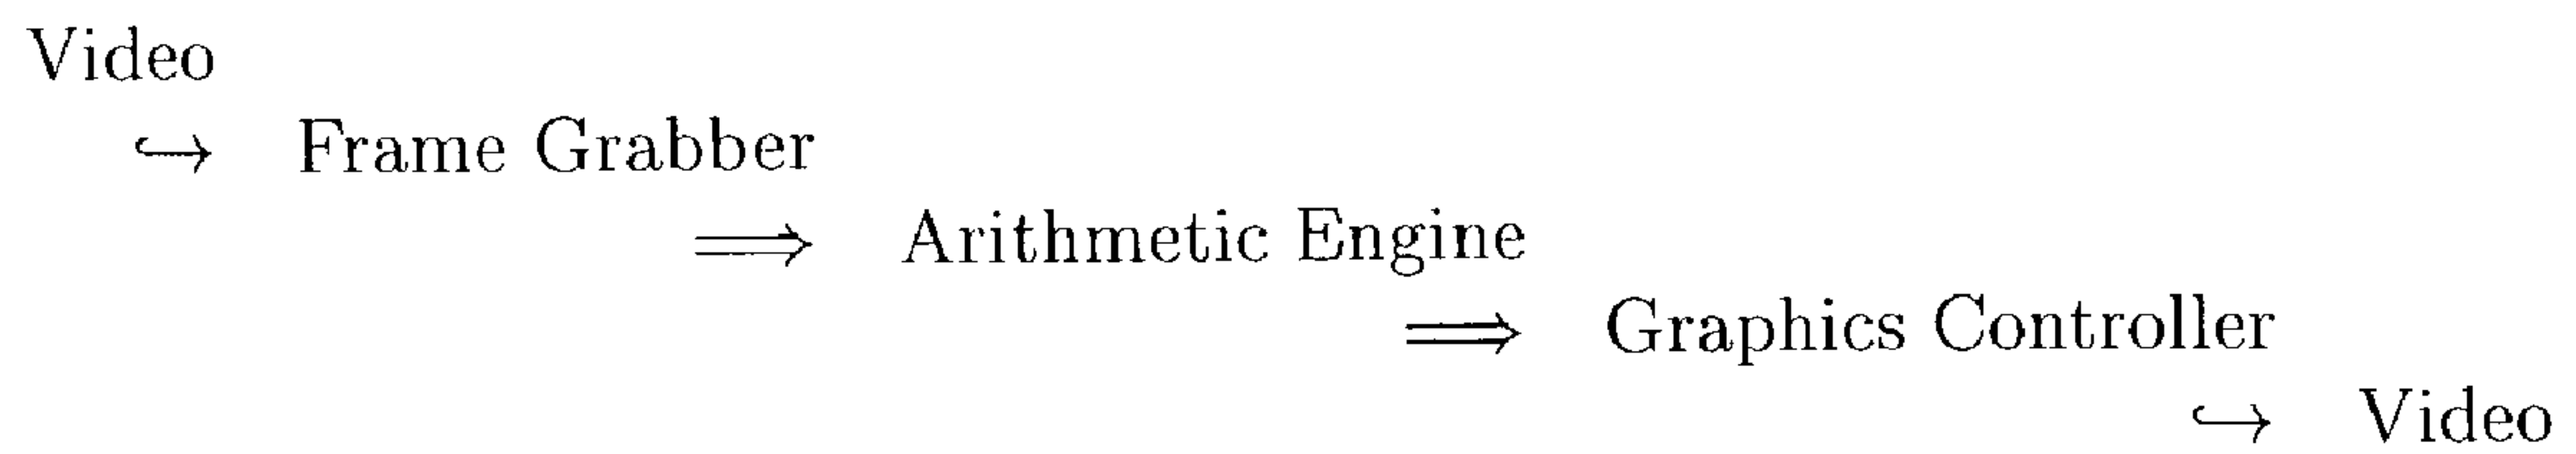 Video
↪ Frame Grabber
⟹ Arithmetic Engine
⟹ Graphics Controller
↪ Video